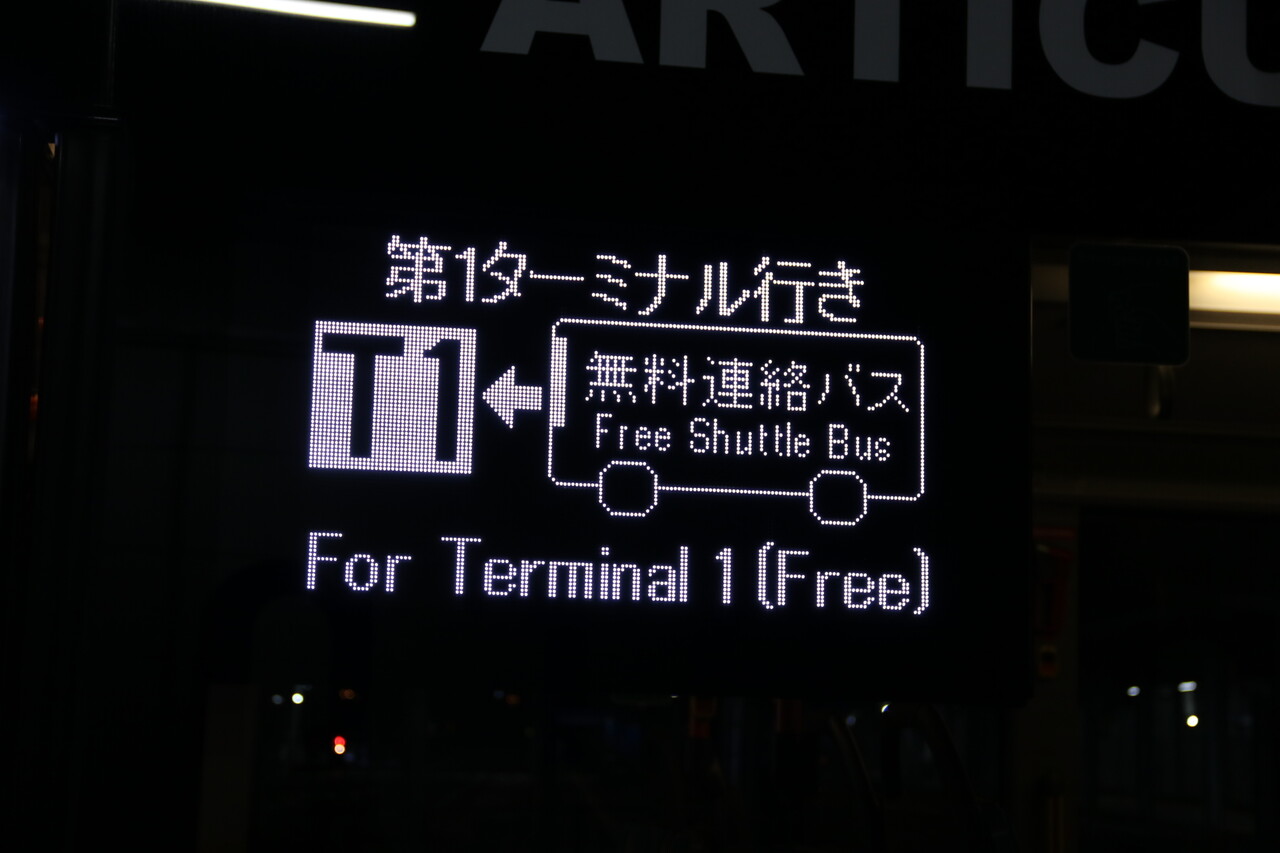 ARTICU
第1ターミナル行き
T1
無料連絡バス
Free Shuttle Bus
For Terminal 1 (Free)